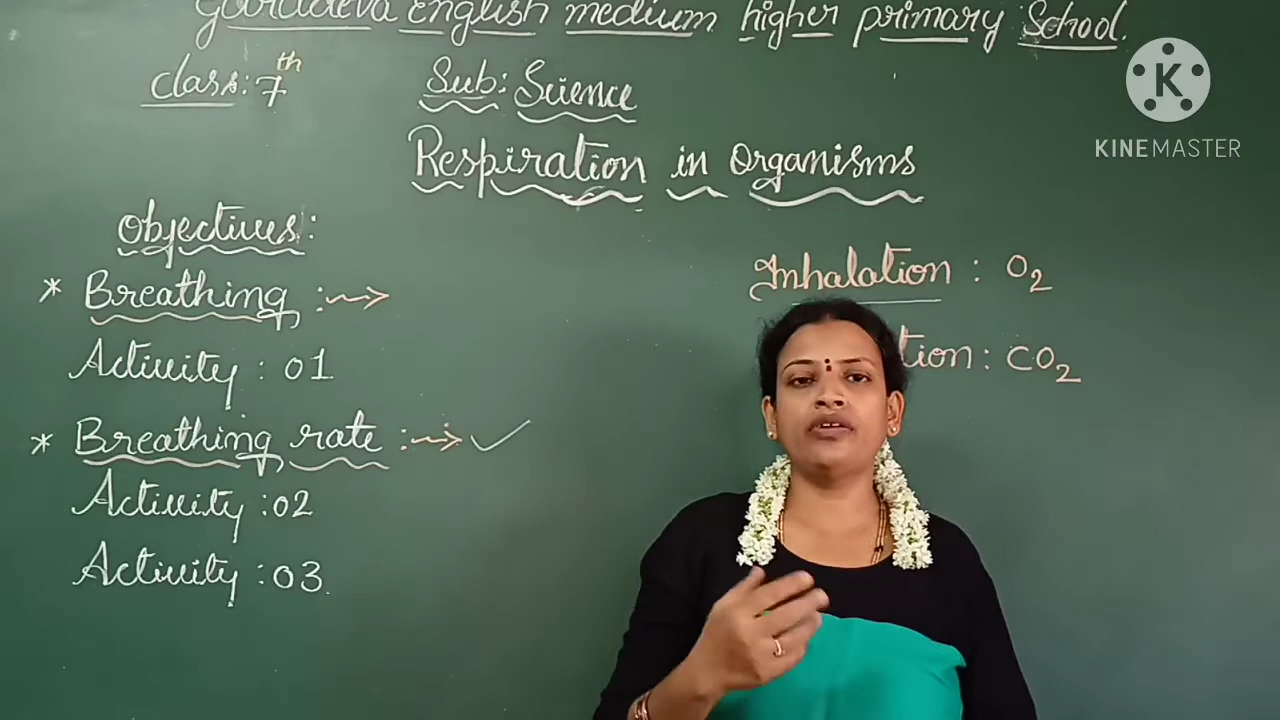 English medium higher primary School.
class: 7th
Sub: Science
Respiration in Organisms
Objectives:
* Breathing :→
Activity : 01
* Breathing rate :→ ✓
Activity : 02
Activity : 03.
Inhalation : O2
tion : CO2
K
KINEMASTER